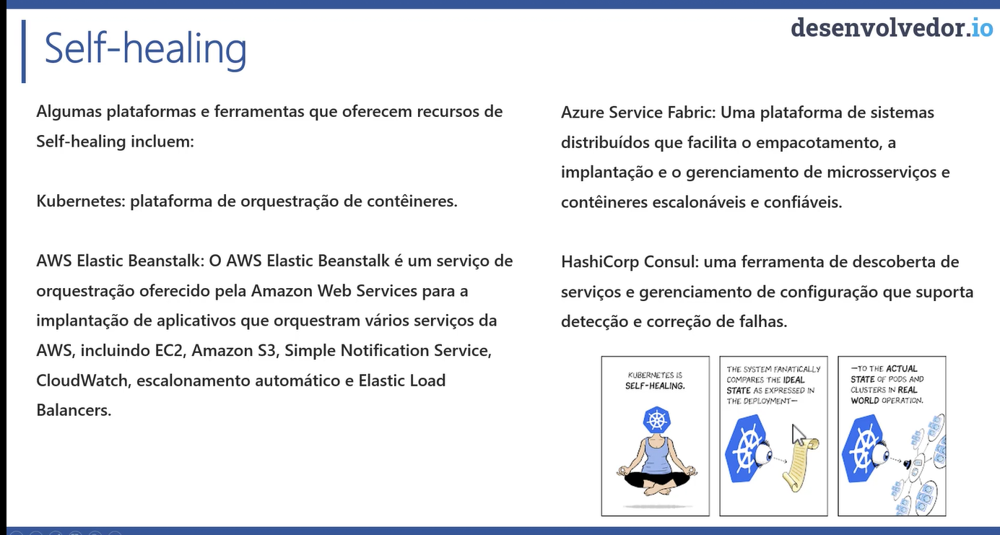 desenvolvedor.io
Self-healing
Algumas plataformas e ferramentas que oferecem recursos de
Self-healing incluem:
Kubernetes: plataforma de orquestração de contêineres.
AWS Elastic Beanstalk: O AWS Elastic Beanstalk é um serviço de
orquestração oferecido pela Amazon Web Services para a
implantação de aplicativos que orquestram vários serviços da
AWS, incluindo EC2, Amazon S3, Simple Notification Service,
CloudWatch, escalonamento automático e Elastic Load
Balancers.
Azure Service Fabric: Uma plataforma de sistemas
distribuídos que facilita o empacotamento, a
implantação e o gerenciamento de microsserviços e
contêineres escalonáveis e confiáveis.
HashiCorp Consul: uma ferramenta de descoberta de
serviços e gerenciamento de configuração que suporta
detecção e correção de falhas.
KUBERNETES IS
SELF-HEALING.
THE SYSTEM FANATICALLY
COMPARES THE IDEAL
STATE AS EXPRESSED IN
THE DEPLOYMENT—
—TO THE ACTUAL
STATE OF PODS AND
CLUSTERS IN REAL
WORLD OPERATION.